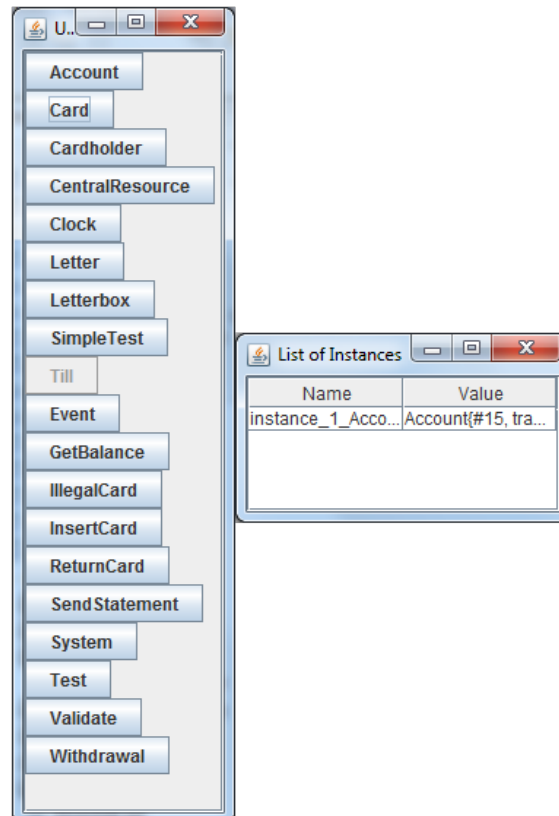 U..
Account
Card
Cardholder
CentralResource
Clock
Letter
Letterbox
SimpleTest
Till
Event
GetBalance
IllegalCard
InsertCard
ReturnCard
SendStatement
System
Test
Validate
Withdrawal
List of Instances
Name Value
instance_1_Acco... Account{#15, tra...